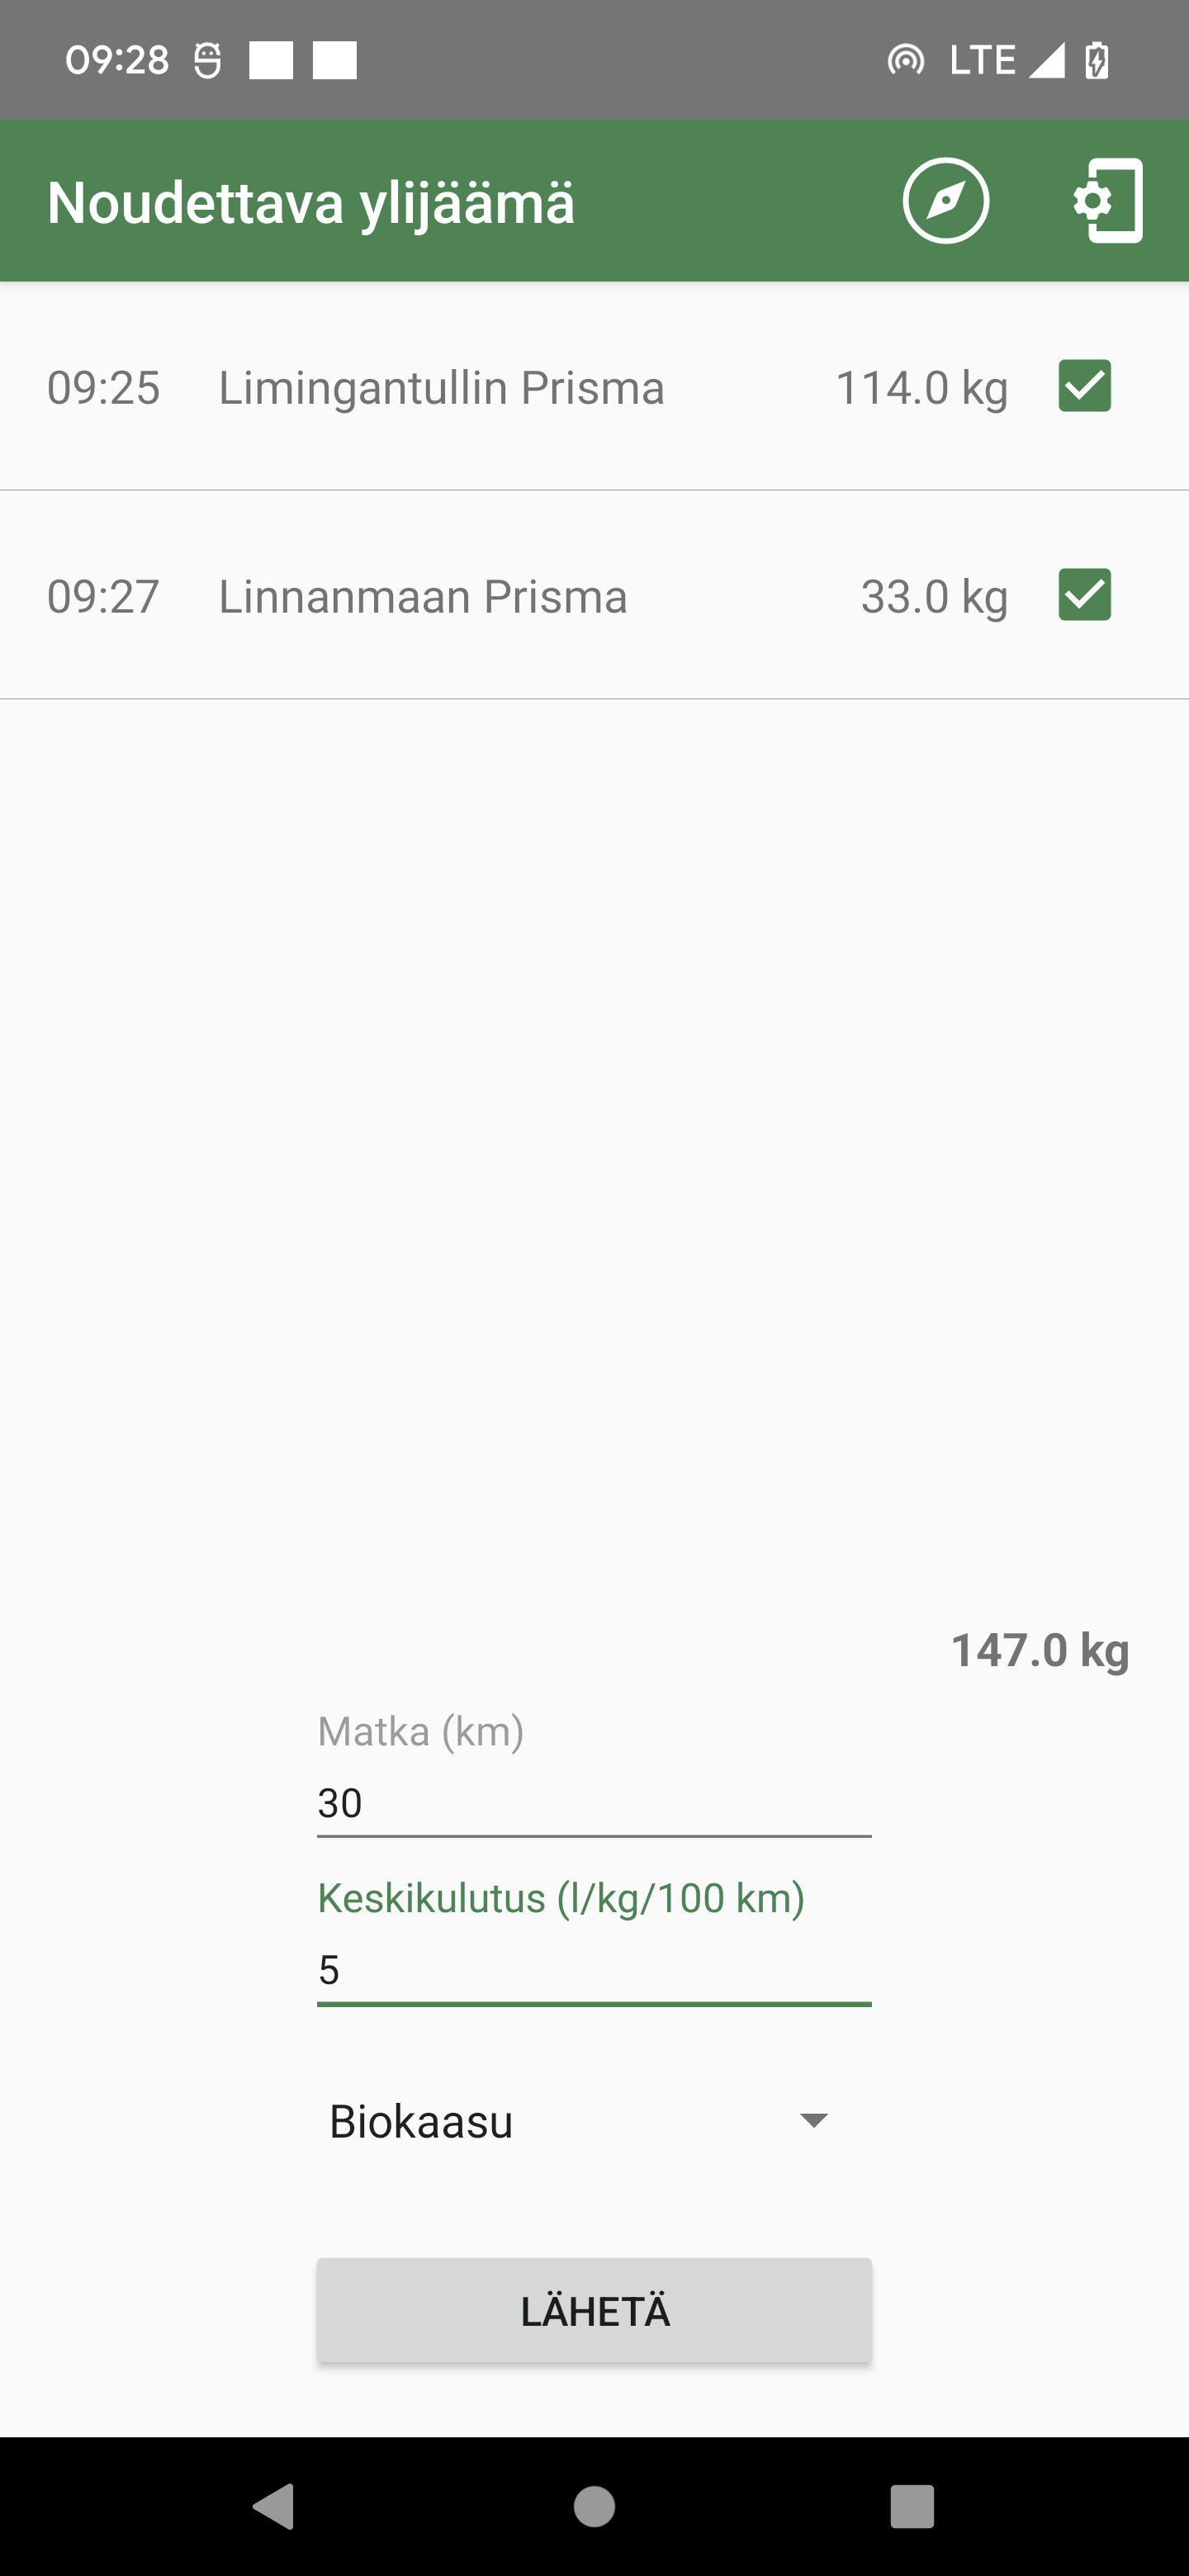 09:28 LTE
Noudettava ylijäämä
09:25 Limingantullin Prisma 114.0 kg
09:27 Linnanmaan Prisma 33.0 kg
147.0 kg
Matka (km)
30
Keskikulutus (l/kg/100 km)
5
Biokaasu
LÄHETÄ